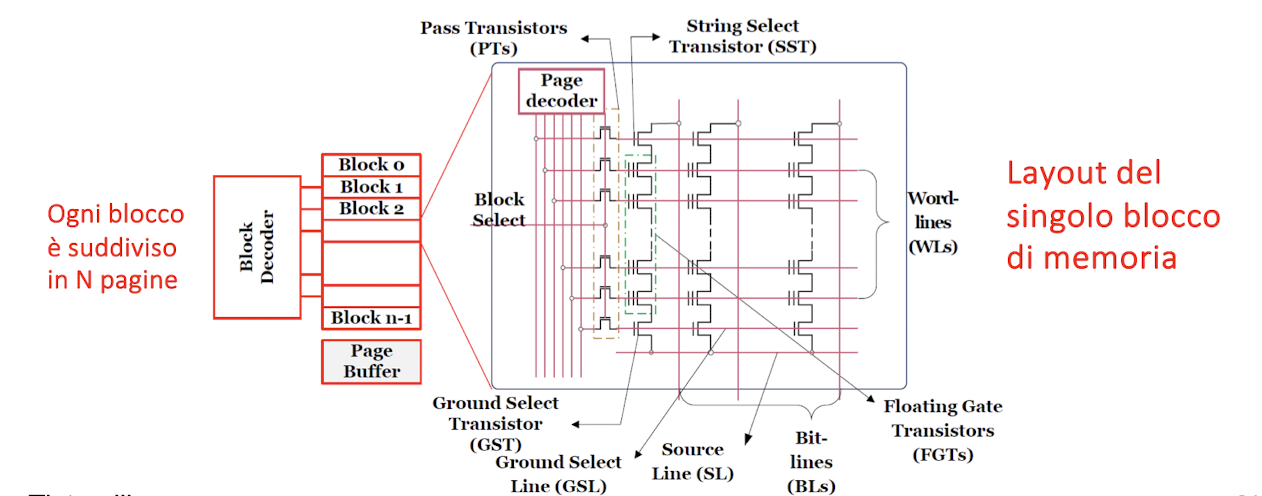 Pass Transistors
(PTs)
String Select
Transistor (SST)
Page
decoder
Block 0
Block 1
Block 2
Block n-1
Block
Decoder
Page
Buffer
Ogni blocco
è suddiviso
in N pagine
Block
Select
Word-
lines
(WLs)
Layout del
singolo blocco
di memoria
Ground Select
Transistor
(GST)
Ground Select
Line (GSL)
Source
Line (SL)
Bit-
lines
(BLs)
Floating Gate
Transistors
(FGTs)